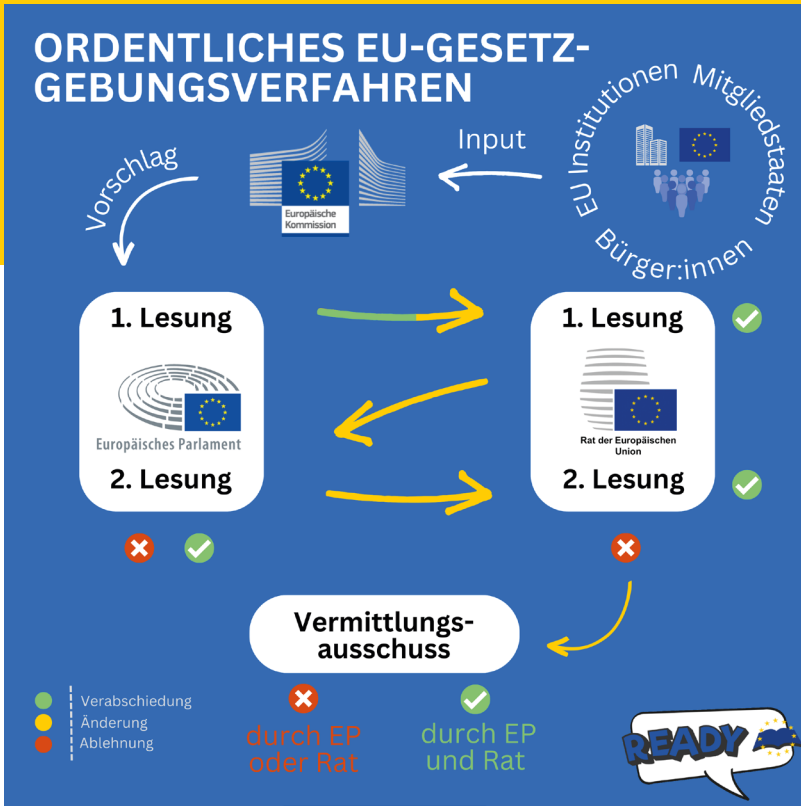 ORDENTLICHES EU-GESETZ-
GEBUNGSVERFAHREN
EU Institutionen
Mitgliedstaaten
Bürger:innen
Input
Vorschlag
Europäische
Kommission
1. Lesung
Europäisches Parlament
2. Lesung
1. Lesung
Rat der Europäischen
Union
2. Lesung
Vermittlungs-
ausschuss
durch EP
oder Rat
durch EP
und Rat
Verabschiedung
Änderung
Ablehnung
READY